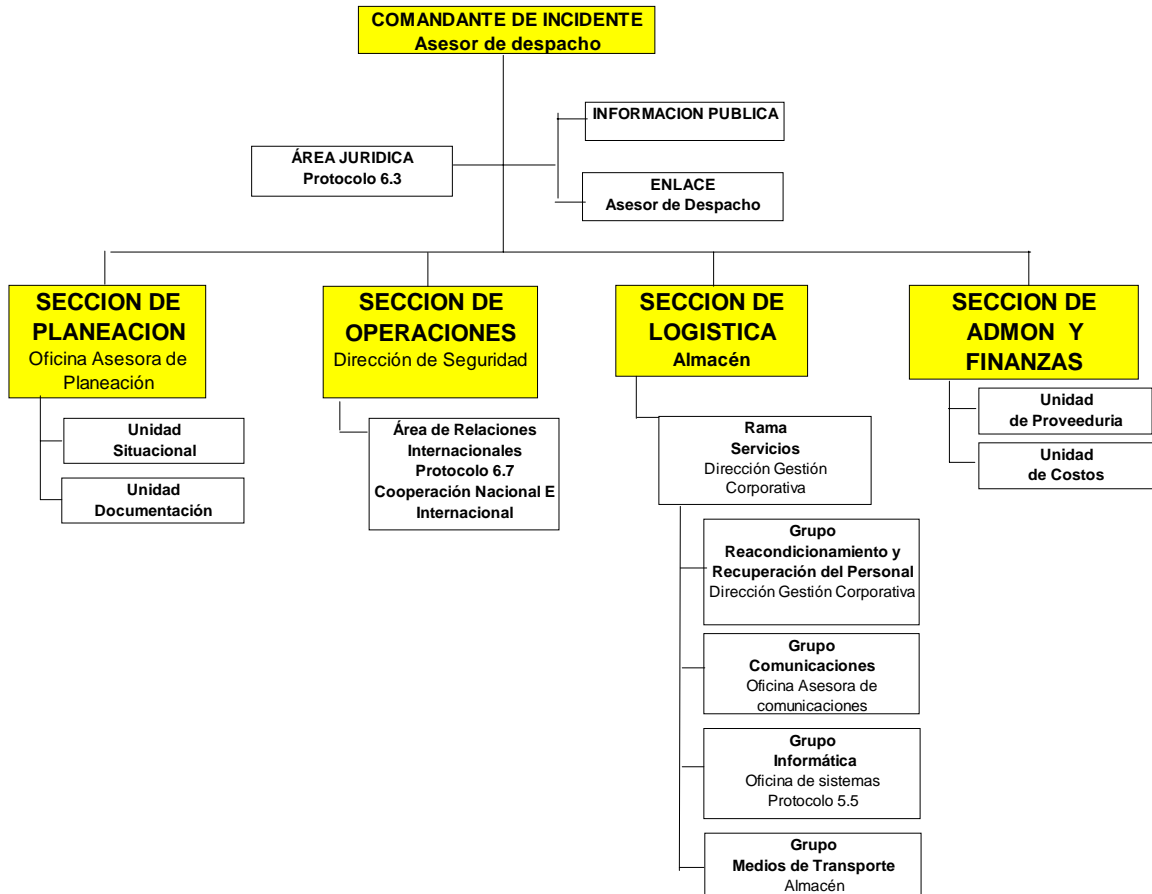 COMANDANTE DE INCIDENTE
Asesor de despacho
INFORMACION PUBLICA
ÁREA JURIDICA
Protocolo 6.3
ENLACE
Asesor de Despacho
SECCION DE
PLANEACION
Oficina Asesora de
Planeación
Unidad
Situacional
Unidad
Documentación
SECCION DE
OPERACIONES
Dirección de Seguridad
Área de Relaciones
Internacionales
Protocolo 6.7
Cooperación Nacional E
Internacional
SECCION DE
LOGISTICA
Almacén
Rama
Servicios
Dirección Gestión
Corporativa
Grupo
Reacondicionamiento y
Recuperación del Personal
Dirección Gestión Corporativa
Grupo
Comunicaciones
Oficina Asesora de
comunicaciones
Grupo
Informática
Oficina de sistemas
Protocolo 5.5
Grupo
Medios de Transporte
Almacén
SECCION DE
ADMON Y
FINANZAS
Unidad
de Proveeduria
Unidad
de Costos